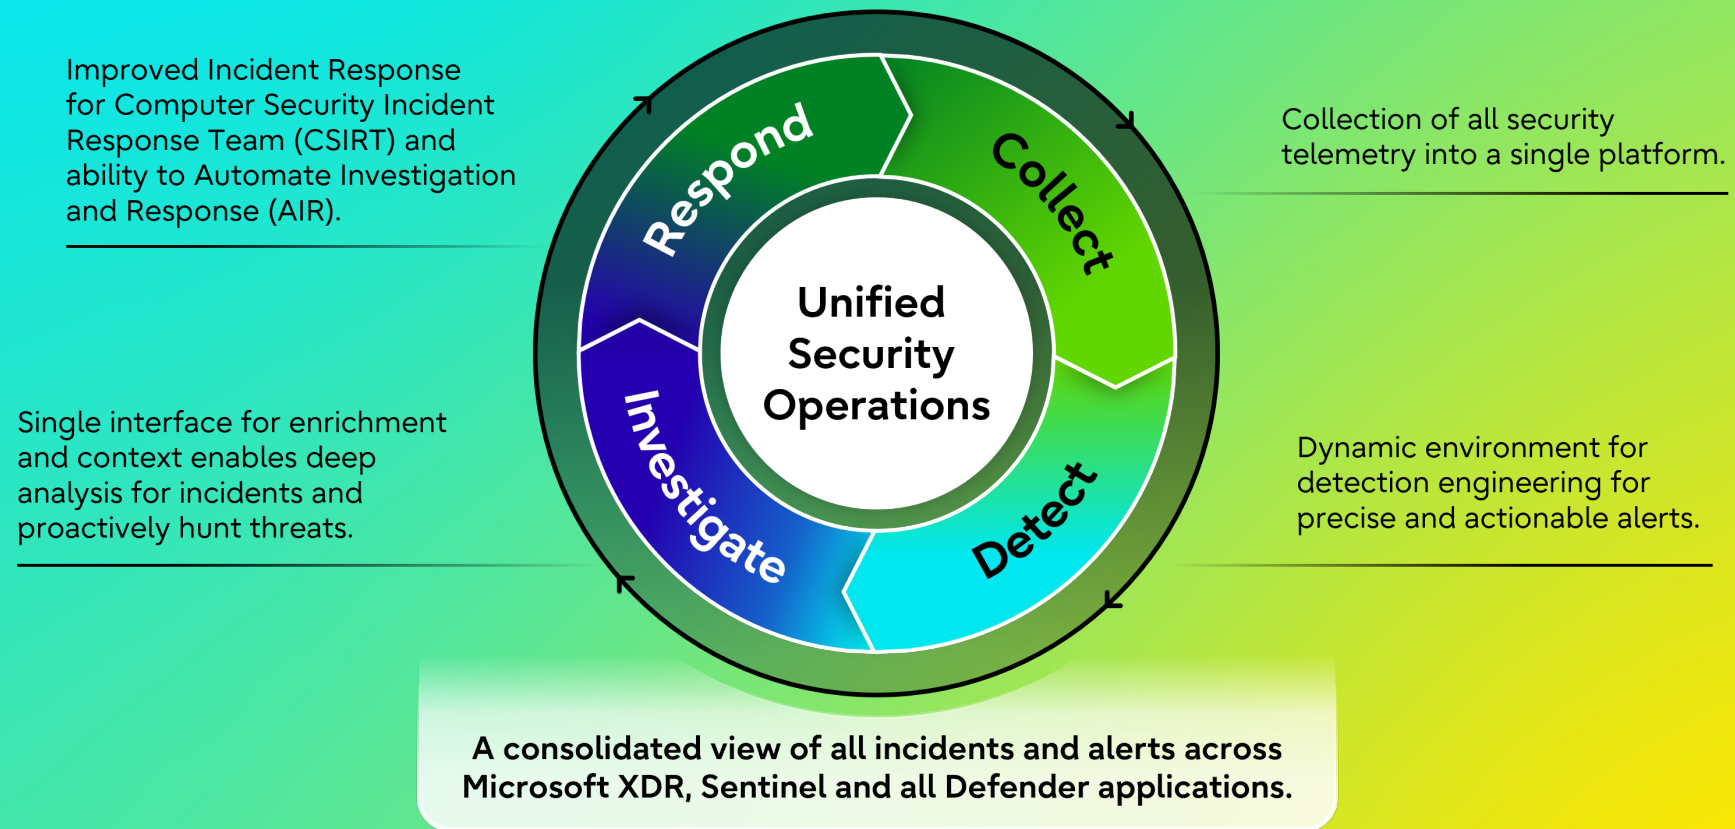 Improved Incident Response
for Computer Security Incident
Response Team (CSIRT) and
ability to Automate Investigation
and Response (AIR).
Respond
Collect
Collection of all security
telemetry into a single platform.
Unified
Security
Operations
Single interface for enrichment
and context enables deep
analysis for incidents and
proactively hunt threats.
Investigate
Detect
Dynamic environment for
detection engineering for
precise and actionable alerts.
A consolidated view of all incidents and alerts across
Microsoft XDR, Sentinel and all Defender applications.